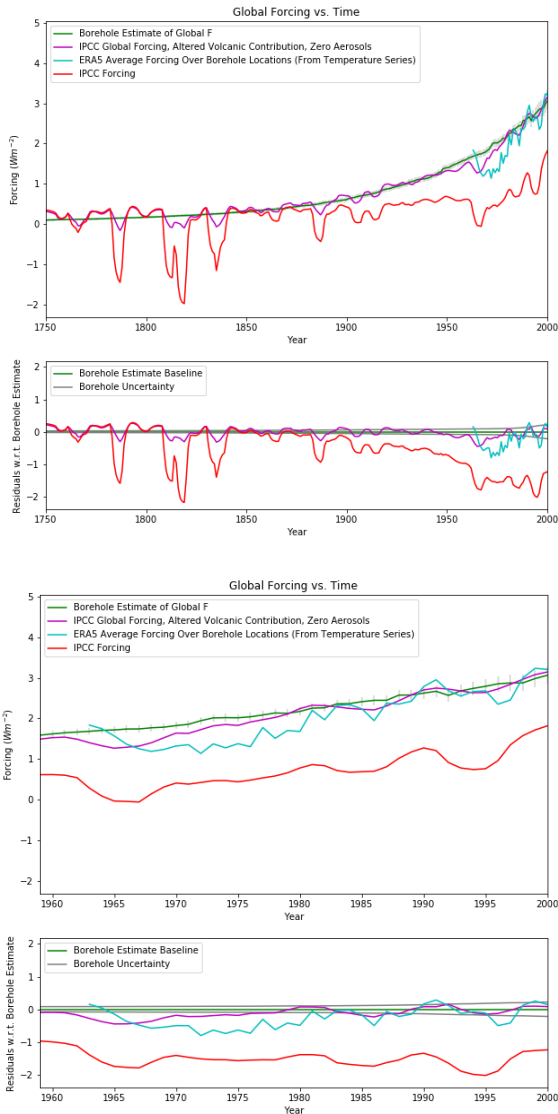 Global Forcing vs. Time
Borehole Estimate of Global F
IPCC Global Forcing, Altered Volcanic Contribution, Zero Aerosols
ERA5 Average Forcing Over Borehole Locations (From Temperature Series)
IPCC Forcing
Forcing (Wm⁻²)
5
4
3
2
1
0
−1
−2
1750 1800 1850 1900 1950 2000
Year
Borehole Estimate Baseline
Borehole Uncertainty
Residuals w.r.t. Borehole Estimate
2
1
0
−1
−2
1750 1800 1850 1900 1950 2000
Year
Global Forcing vs. Time
Borehole Estimate of Global F
IPCC Global Forcing, Altered Volcanic Contribution, Zero Aerosols
ERA5 Average Forcing Over Borehole Locations (From Temperature Series)
IPCC Forcing
Forcing (Wm⁻²)
5
4
3
2
1
0
−1
−2
1960 1965 1970 1975 1980 1985 1990 1995 2000
Year
Borehole Estimate Baseline
Borehole Uncertainty
Residuals w.r.t. Borehole Estimate
2
1
0
−1
−2
1960 1965 1970 1975 1980 1985 1990 1995 2000
Year